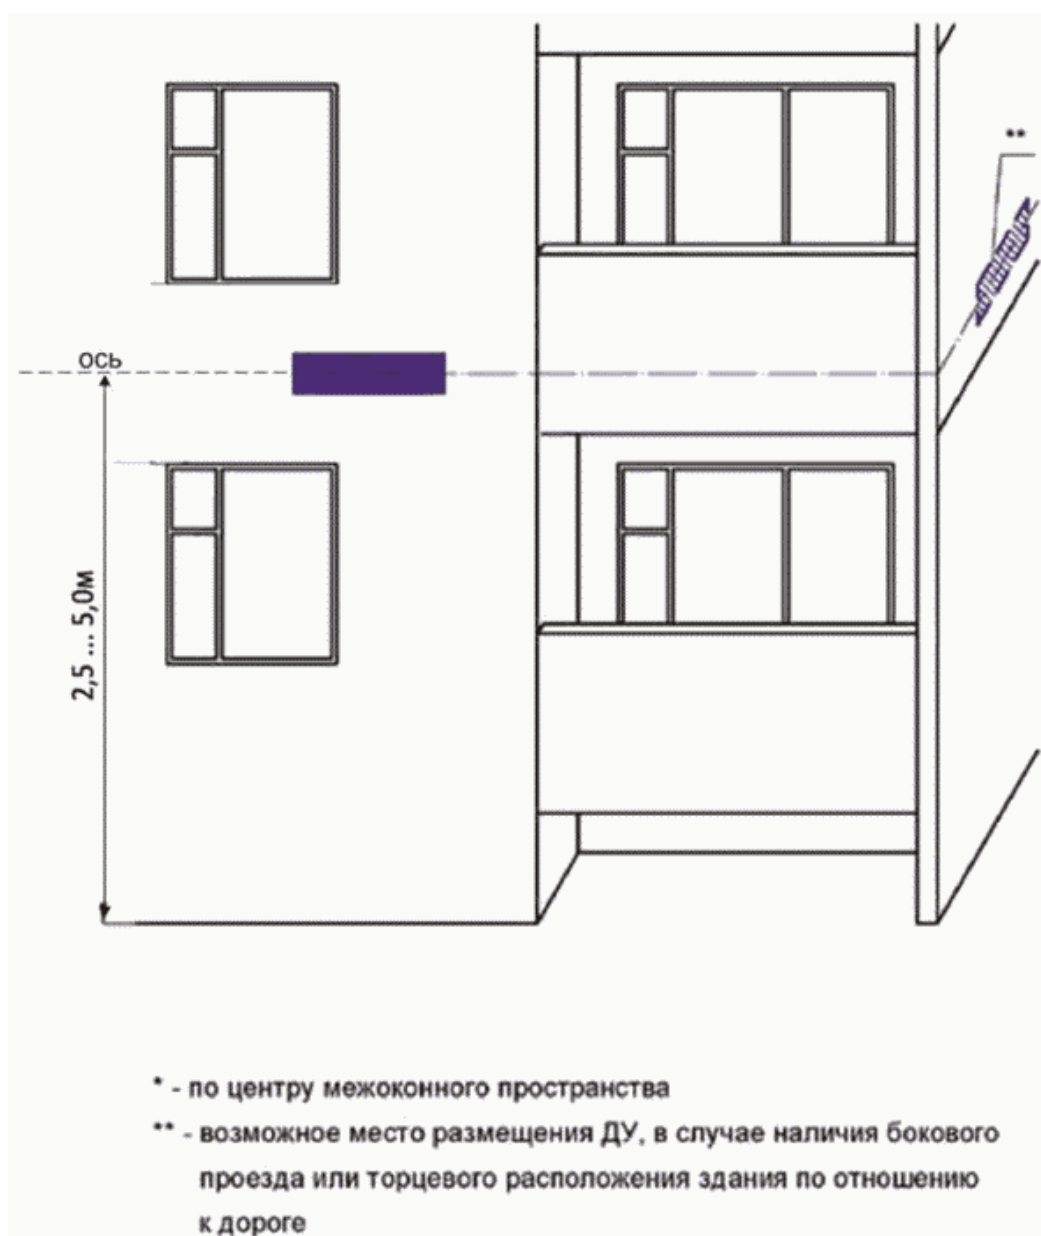 **
ось
2,5 ... 5,0м
* - по центру межоконного пространства
** - возможное место размещения ДУ, в случае наличия бокового
проезда или торцевого расположения здания по отношению
к дороге